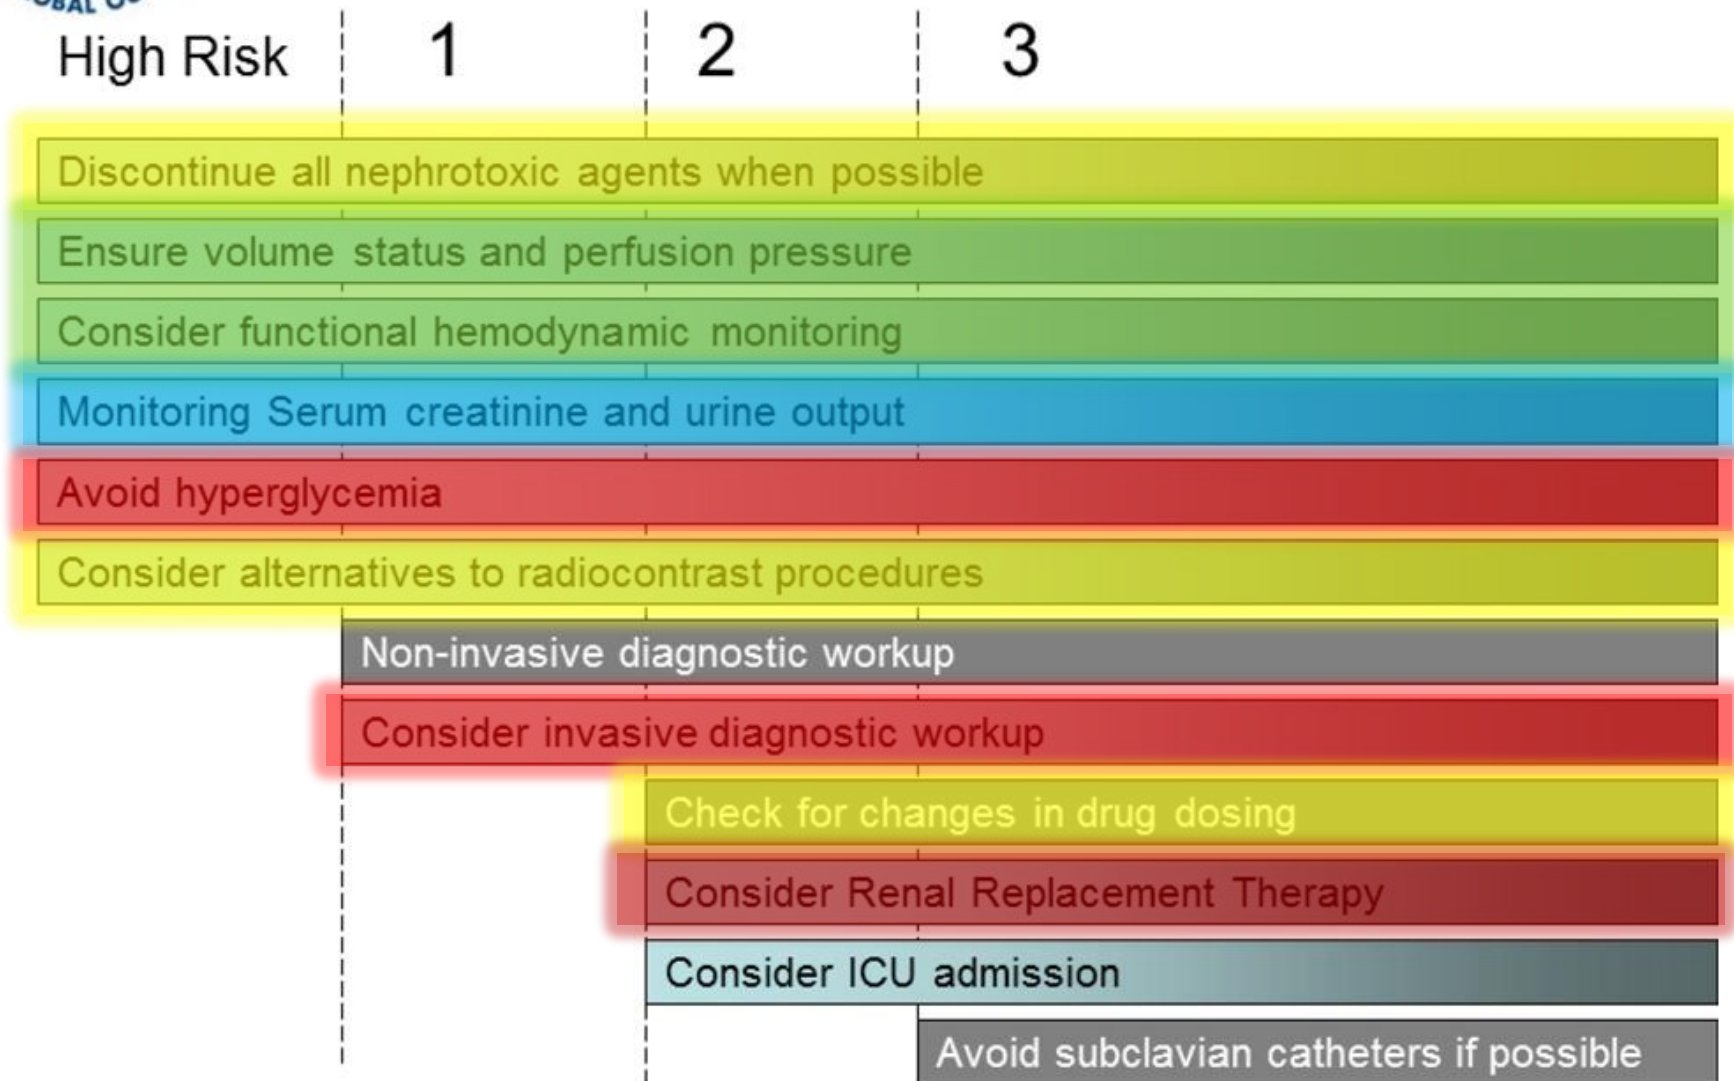 High Risk 1 2 3
Discontinue all nephrotoxic agents when possible
Ensure volume status and perfusion pressure
Consider functional hemodynamic monitoring
Monitoring Serum creatinine and urine output
Avoid hyperglycemia
Consider alternatives to radiocontrast procedures
Non-invasive diagnostic workup
Consider invasive diagnostic workup
Check for changes in drug dosing
Consider Renal Replacement Therapy
Consider ICU admission
Avoid subclavian catheters if possible